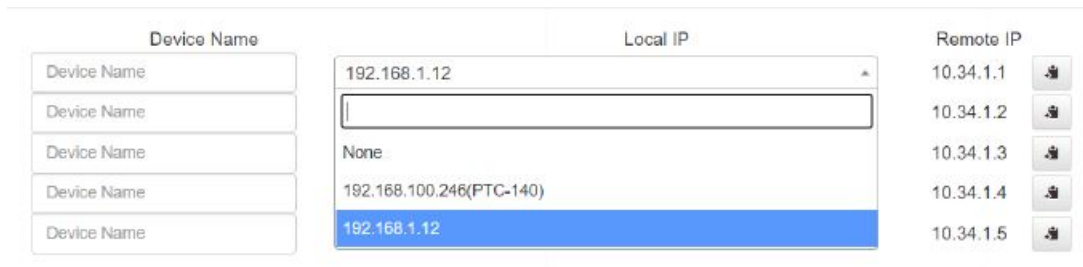 Device Name Local IP Remote IP
Device Name 192.168.1.12 10.34.1.1
Device Name 10.34.1.2
Device Name None 10.34.1.3
Device Name 192.168.100.246(PTC-140) 10.34.1.4
Device Name 192.168.1.12 10.34.1.5